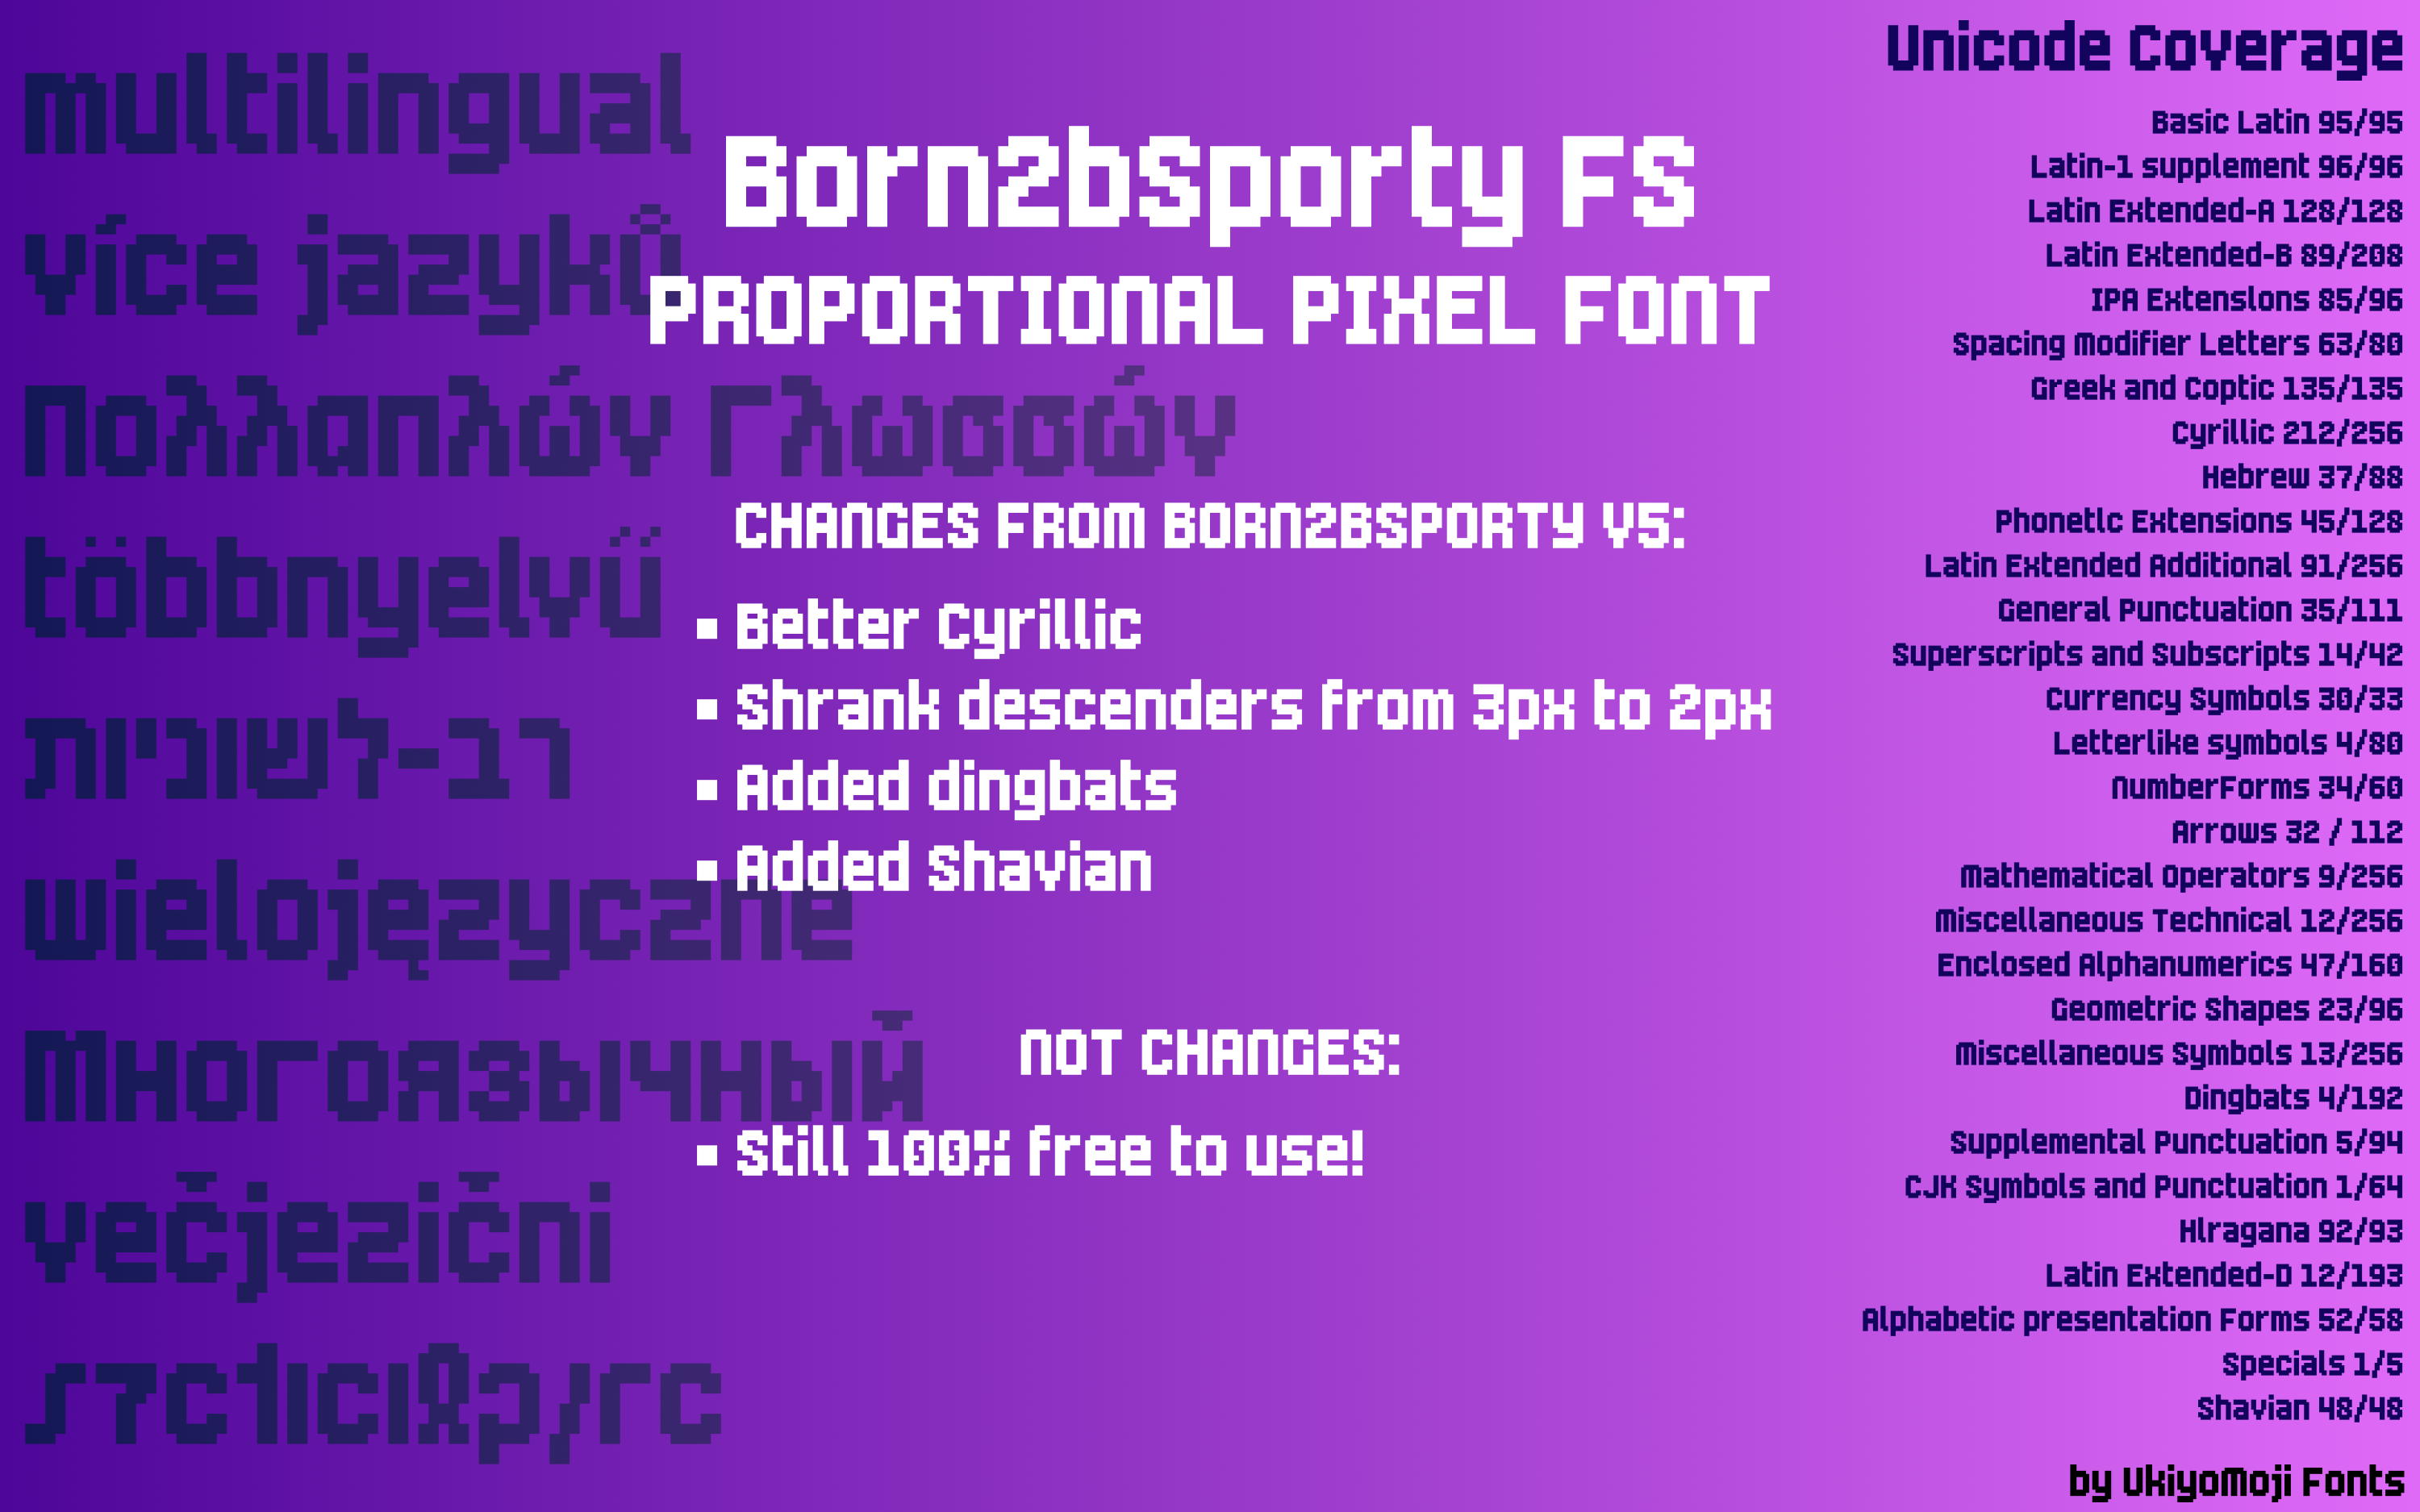 multilingual
více jazyků
Πολλαπλών Γλωσσών
többnyelvű
רב-לשוניות
wielojęzyczne
Многоязычный
večjezični
Born2bSporty FS
PROPORTIONAL PIXEL FONT
CHANGES FROM BORN2BSPORTY V5:
▪ Better Cyrillic
▪ Shrank descenders from 3px to 2px
▪ Added dingbats
▪ Added Shavian
NOT CHANGES:
▪ Still 100% free to use!
Unicode Coverage
Basic Latin 95/95
Latin-1 supplement 96/96
Latin Extended-A 128/128
Latin Extended-B 89/208
IPA Extenslons 85/96
Spacing Modifier Letters 63/80
Greek and Coptic 135/135
Cyrillic 212/256
Hebrew 37/88
Phonetlc Extensions 45/128
Latin Extended Additional 91/256
General Punctuation 35/111
Superscripts and Subscripts 14/42
Currency Symbols 30/33
Letterlike symbols 4/80
NumberForms 34/60
Arrows 32 / 112
Mathematical Operators 9/256
Miscellaneous Technical 12/256
Enclosed Alphanumerics 47/160
Geometric Shapes 23/96
Miscellaneous Symbols 13/256
Dingbats 4/192
Supplemental Punctuation 5/94
CJK Symbols and Punctuation 1/64
Hlragana 92/93
Latin Extended-D 12/193
Alphabetic presentation Forms 52/58
Specials 1/5
Shavian 48/48
by UkiyoMoji Fonts